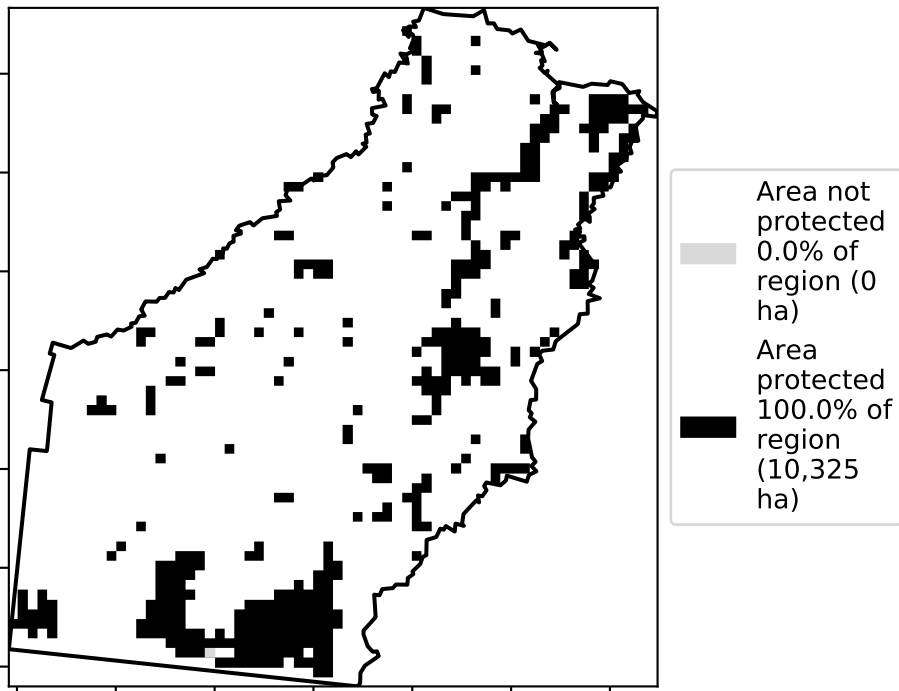 Area not
protected
0.0% of
region (0
ha)
Area
protected
100.0% of
region
(10,325
ha)